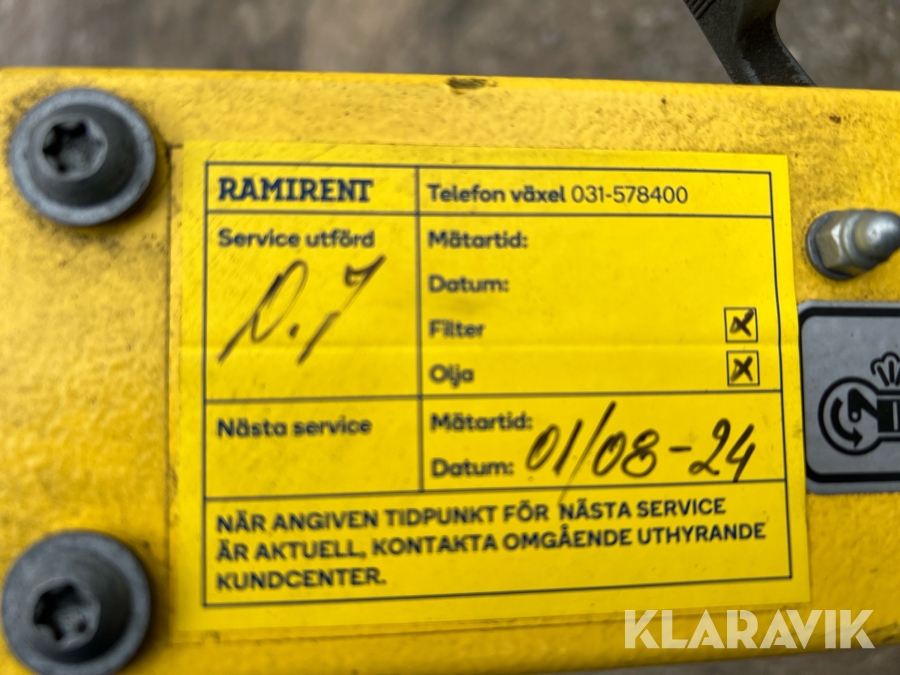 RAMIRENT
Telefon växel 031-578400
Service utförd
Mätartid:
Datum:
Filter
Olja
Nästa service
Mätartid:
Datum: 01/08-24
NÄR ANGIVEN TIDPUNKT FÖR NÄSTA SERVICE
ÄR AKTUELL, KONTAKTA OMGÅENDE UTHYRANDE
KUNDCENTER.
KLARAVIK